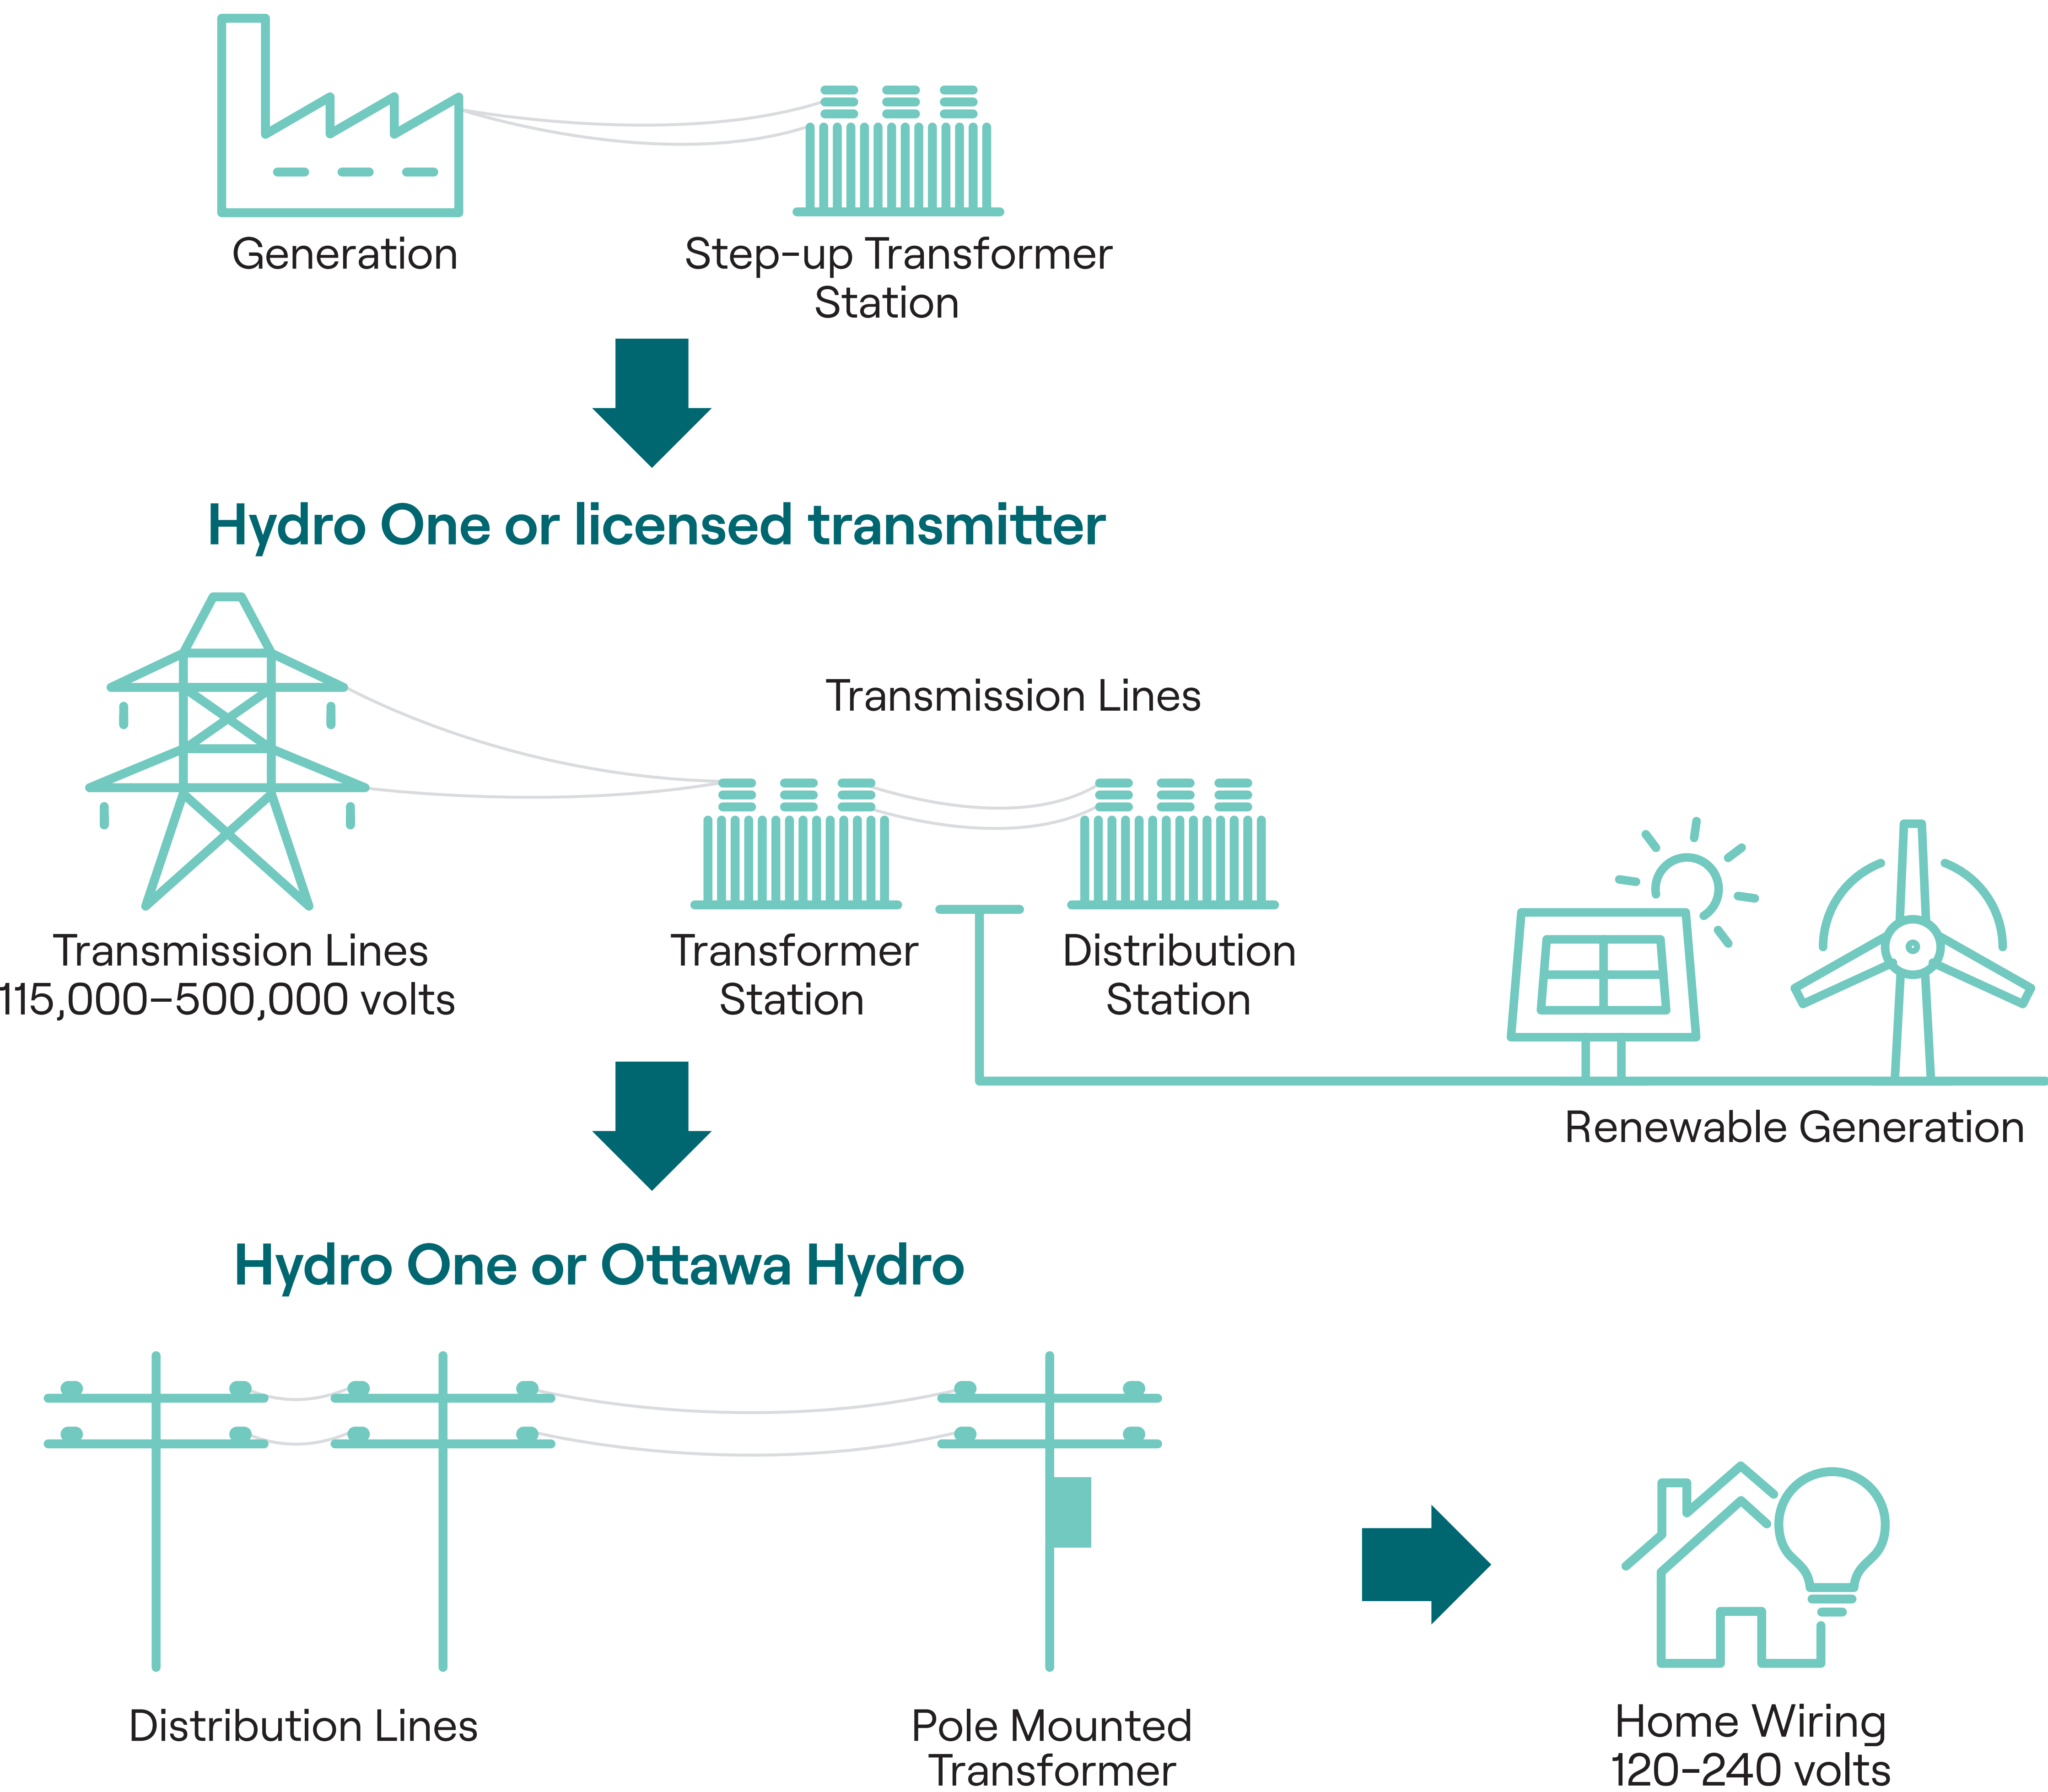 Generation
Step-up Transformer
Station
Hydro One or licensed transmitter
Transmission Lines
Transmission Lines
115,000-500,000 volts
Transformer
Station
Distribution
Station
Renewable Generation
Hydro One or Ottawa Hydro
Distribution Lines
Pole Mounted
Transformer
Home Wiring
120-240 volts